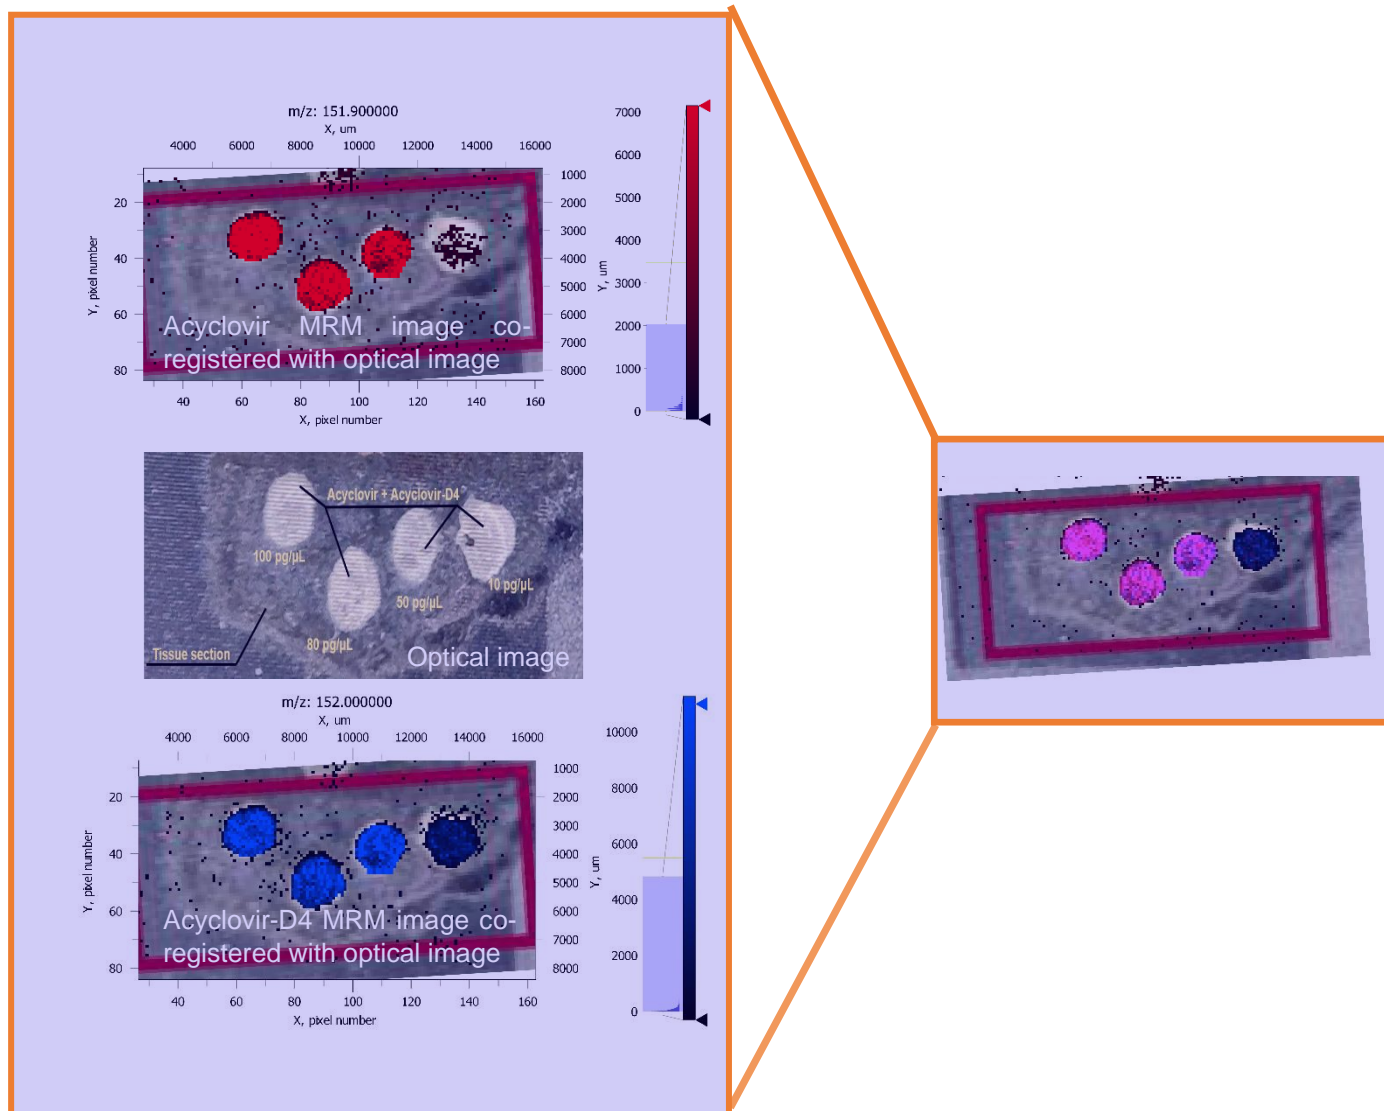 m/z: 151.900000
X, um
4000 6000 8000 10000 12000 14000 16000
7000
6000
5000
4000
3000
2000
1000
0
1000
2000
3000
4000
5000
6000
7000
8000
Y, um
20
40
60
80
Y, pixel number
Acyclovir MRM image co-
registered with optical image
40 60 80 100 120 140 160
X, pixel number
Acyclovir + Acyclovir-D4
100 pg/µL
10 pg/µL
50 pg/µL
80 pg/µL
Tissue section
Optical image
m/z: 152.000000
X, um
4000 6000 8000 10000 12000 14000 16000
10000
8000
6000
4000
2000
0
1000
2000
3000
4000
5000
6000
7000
8000
Y, um
20
40
60
80
Y, pixel number
Acyclovir-D4 MRM image co-
registered with optical image
40 60 80 100 120 140 160
X, pixel number